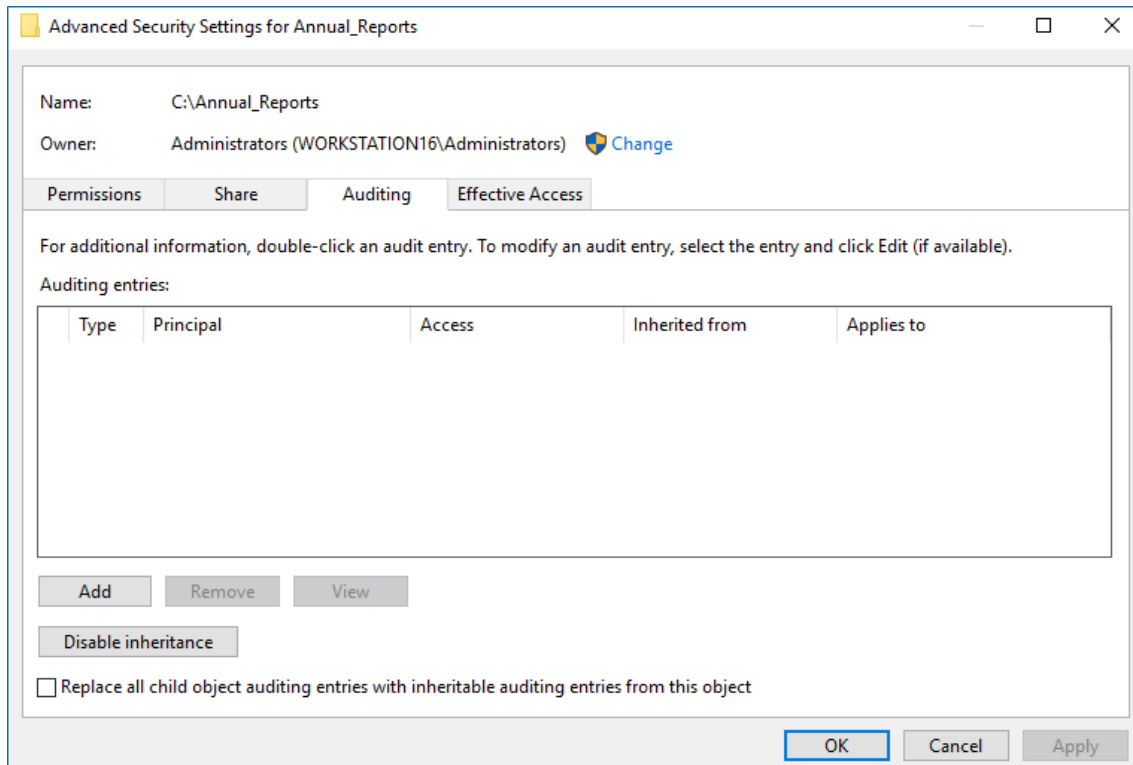 Advanced Security Settings for Annual_Reports
Name: C:\Annual_Reports
Owner: Administrators (WORKSTATION16\Administrators) Change
Permissions Share Auditing Effective Access
For additional information, double-click an audit entry. To modify an audit entry, select the entry and click Edit (if available).
Auditing entries:
Type Principal Access Inherited from Applies to
Add Remove View
Disable inheritance
Replace all child object auditing entries with inheritable auditing entries from this object
OK Cancel Apply